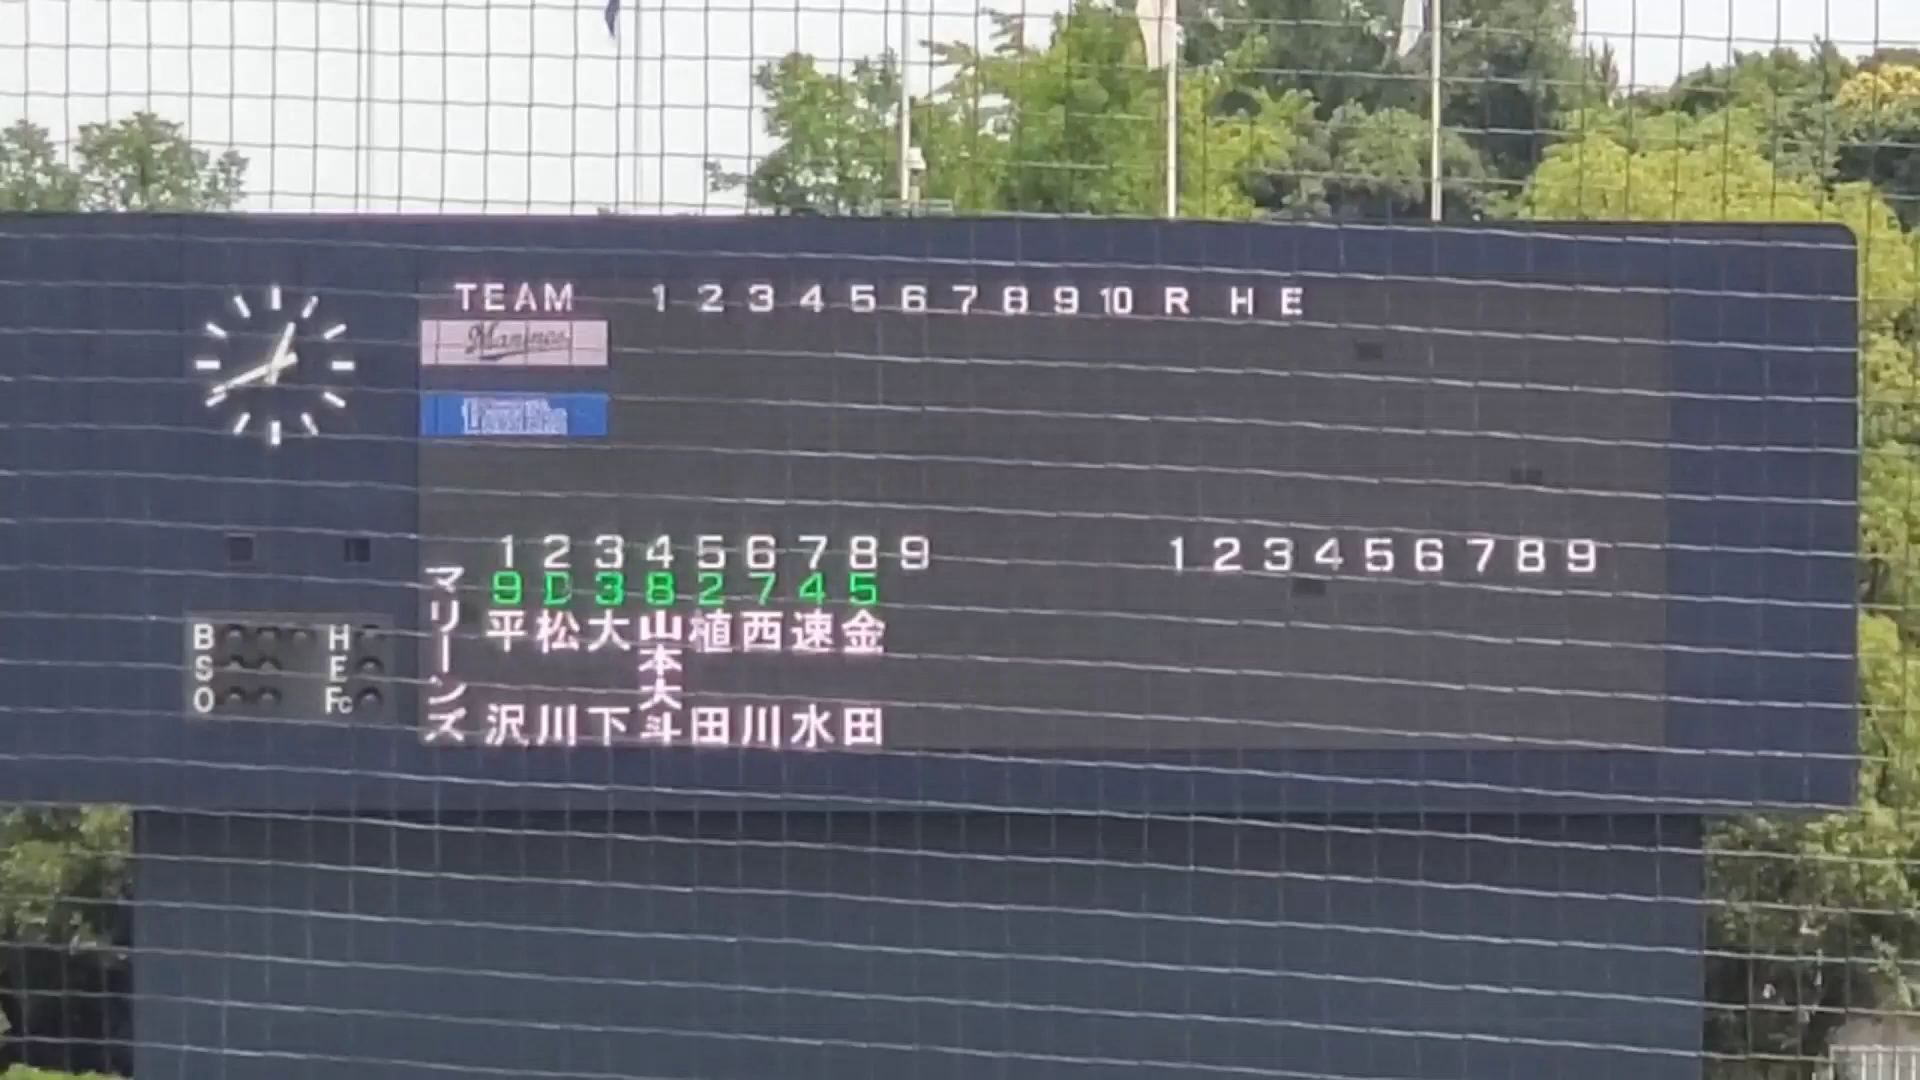 TEAM 1 2 3 4 5 6 7 8 9 10 R H E
Marines
1 2 3 4 5 6 7 8 9
9 D 3 8 2 7 4 5
マリーンズ
平沢
松川
大下
山本大斗
植田
西川
速水
金田
1 2 3 4 5 6 7 8 9
B H
S E
O Fc